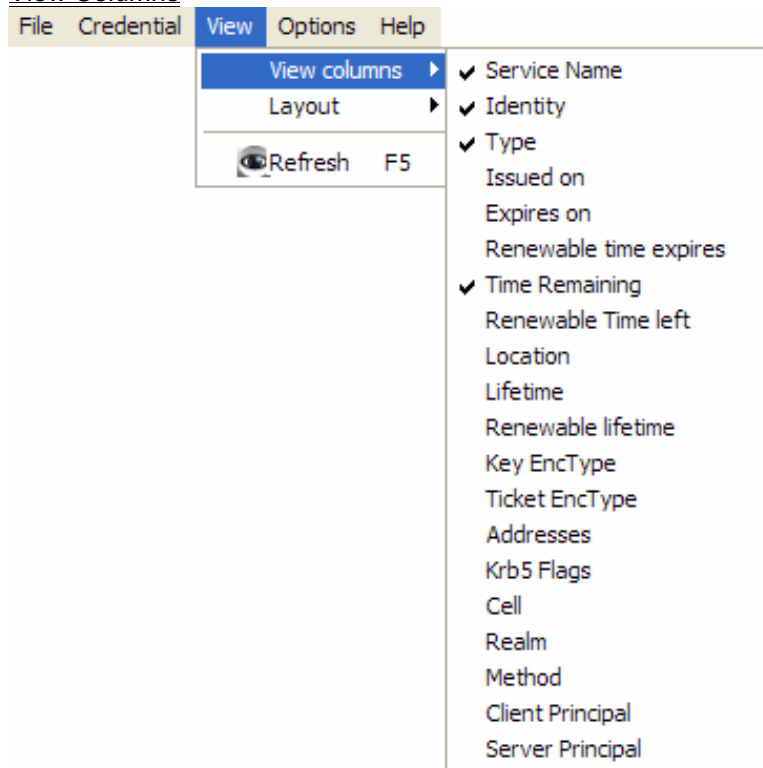 View Columns
File Credential View Options Help
View columns
Layout
Refresh F5
Service Name
Identity
Type
Issued on
Expires on
Renewable time expires
Time Remaining
Renewable Time left
Location
Lifetime
Renewable lifetime
Key EncType
Ticket EncType
Addresses
Krb5 Flags
Cell
Realm
Method
Client Principal
Server Principal